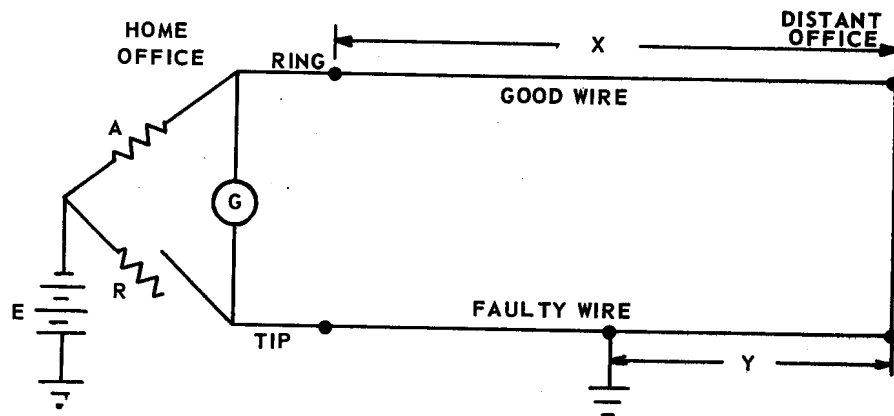 HOME
OFFICE
DISTANT
OFFICE
X
RING
GOOD WIRE
A
G
R
E
FAULTY WIRE
TIP
Y